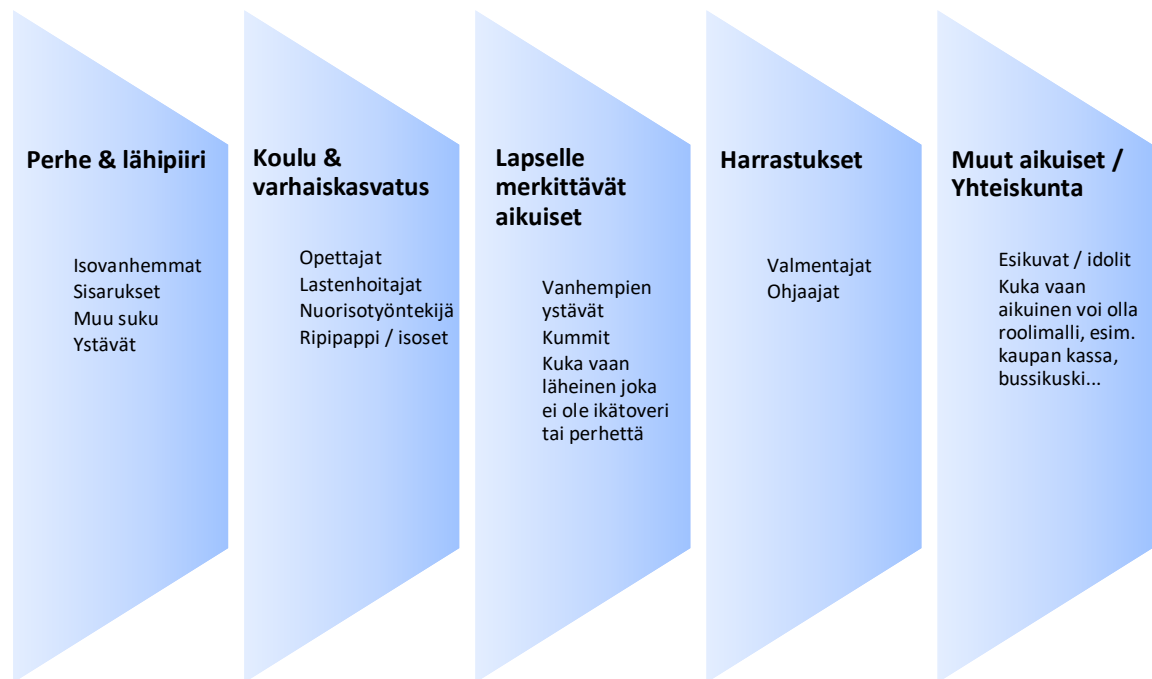 Perhe & lähipiiri
Isovanhemmat
Sisarukset
Muu suku
Ystävät
Koulu &
varhaiskasvatus
Opettajat
Lastenhoitajat
Nuorisotyöntekijä
Ripipappi / isoset
Lapselle
merkittävät
aikuiset
Vanhempien
ystävät
Kummit
Kuka vaan
läheinen joka
ei ole ikätoveri
tai perhettä
Harrastukset
Valmentajat
Ohjaajat
Muut aikuiset /
Yhteiskunta
Esikuvat / idolit
Kuka vaan
aikuinen voi olla
roolimalli, esim.
kaupan kassa,
bussikuski...